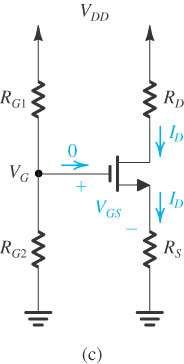 V_DD
R_G1
R_D
0
I_D
V_G
+
V_GS
I_D
−
R_G2
R_S
(c)